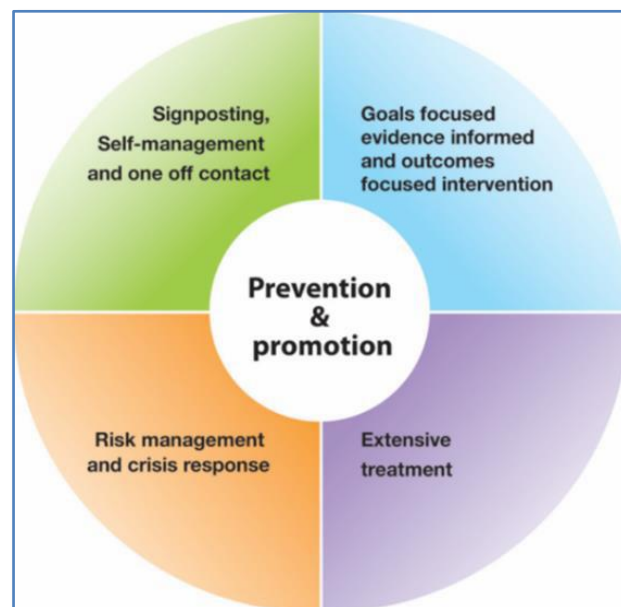 Signposting,
Self-management
and one off contact
Goals focused
evidence informed
and outcomes
focused intervention
Prevention
&
promotion
Risk management
and crisis response
Extensive
treatment